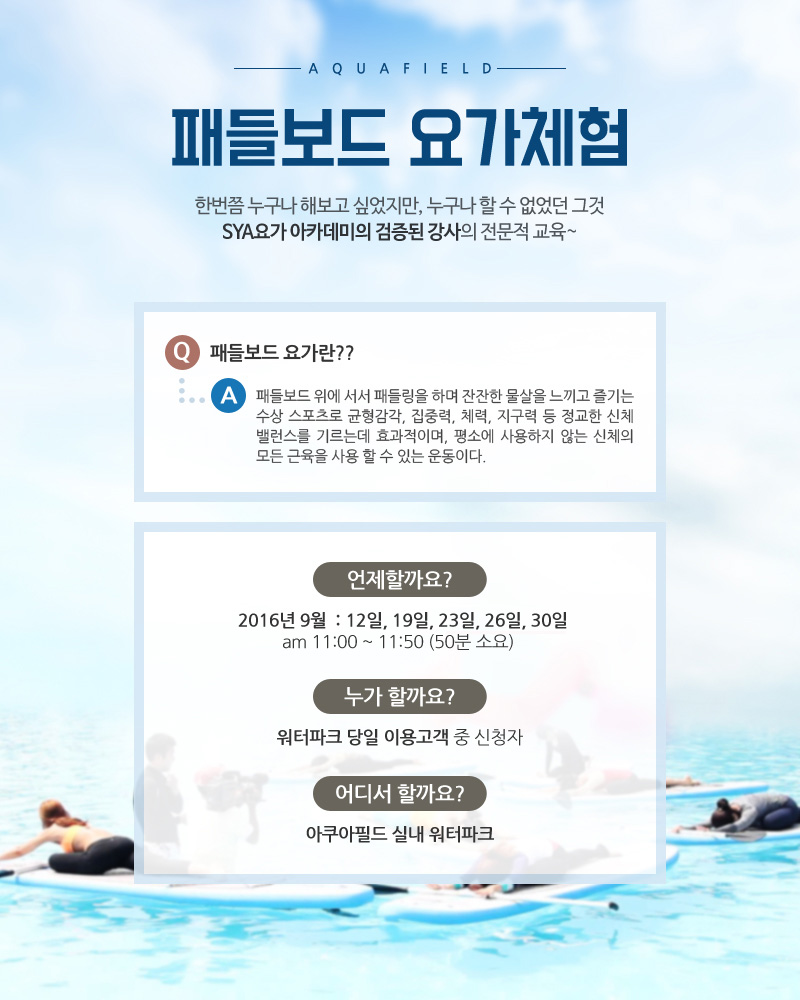 AQUAFIELD
패들보드 요가체험
한번쯤 누구나 해보고 싶었지만, 누구나 할 수 없었던 그것
SYA요가 아카데미의 검증된 강사의 전문적 교육~
Q 패들보드 요가란??
A 패들보드 위에 서서 패들링을 하며 잔잔한 물살을 느끼고 즐기는
수상 스포츠로 균형감각, 집중력, 체력, 지구력 등 정교한 신체
밸런스를 기르는데 효과적이며, 평소에 사용하지 않는 신체의
모든 근육을 사용 할 수 있는 운동이다.
언제할까요?
2016년 9월 : 12일, 19일, 23일, 26일, 30일
am 11:00 ~ 11:50 (50분 소요)
누가 할까요?
워터파크 당일 이용고객 중 신청자
어디서 할까요?
아쿠아필드 실내 워터파크